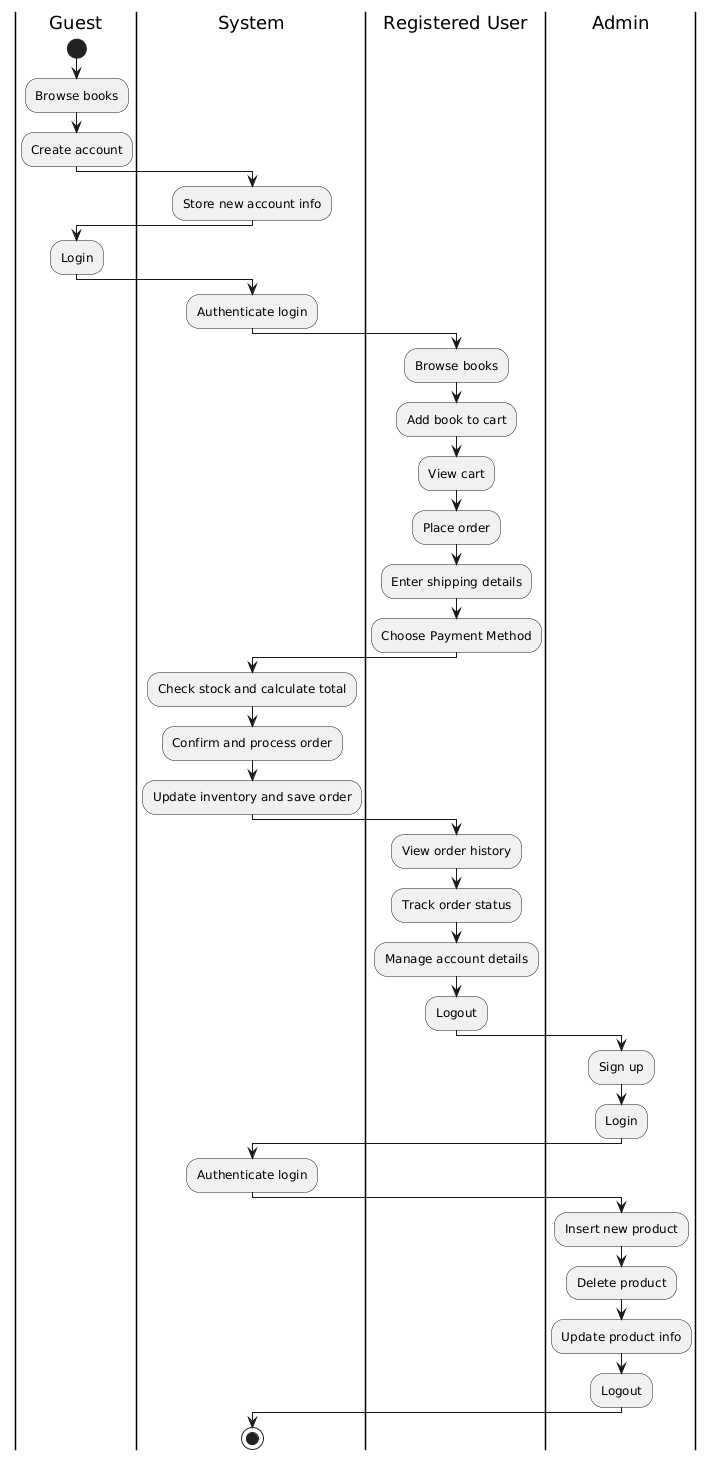 Guest System Registered User Admin
Browse books
Create account
Store new account info
Login
Authenticate login
Browse books
Add book to cart
View cart
Place order
Enter shipping details
Choose Payment Method
Check stock and calculate total
Confirm and process order
Update inventory and save order
View order history
Track order status
Manage account details
Logout
Sign up
Login
Authenticate login
Insert new product
Delete product
Update product info
Logout